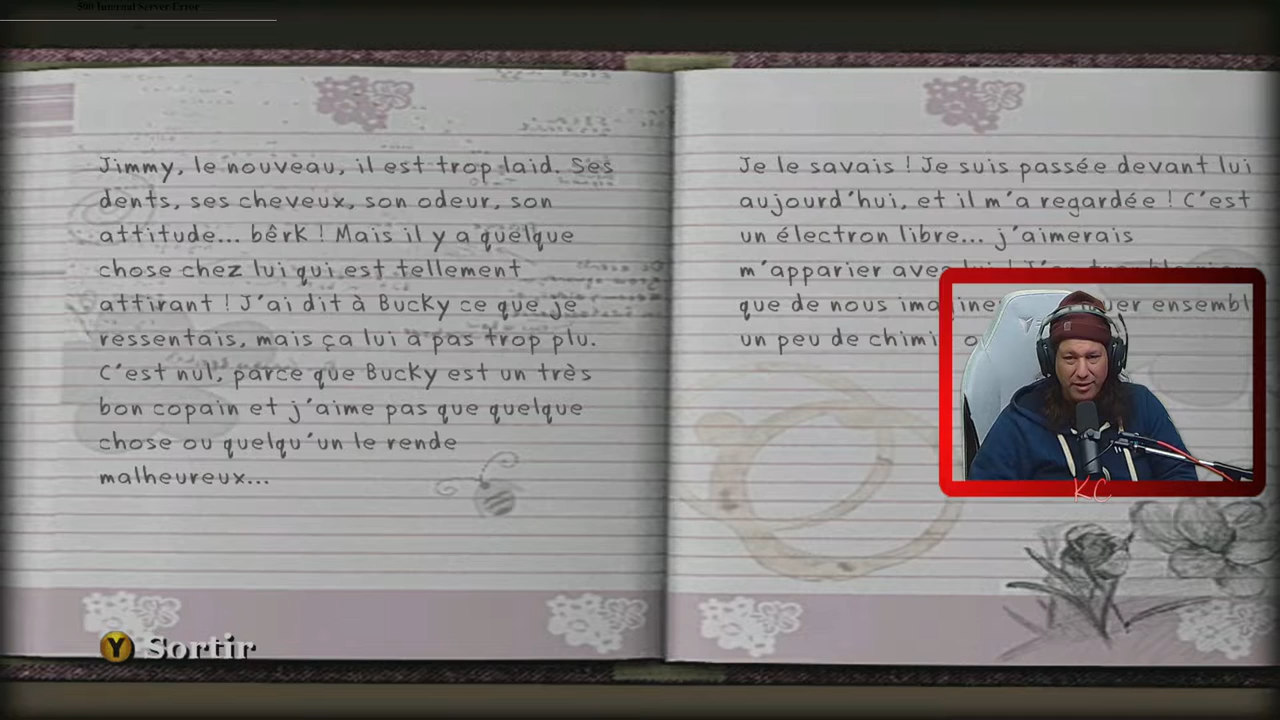 500 Internal Server Error
Jimmy, le nouveau, il est trop laid. Ses
dents, ses cheveux, son odeur, son
attitude... bêrk ! Mais il y a quelque
chose chez lui qui est tellement
attirant ! J'ai dit à Bucky ce que je
ressentais, mais ça lui a pas trop plu.
C'est nul, parce que Bucky est un très
bon copain et j'aime pas que quelque
chose ou quelqu'un le rende
malheureux...
Je le savais ! Je suis passée devant lui
aujourd'hui, et il m'a regardée ! C'est
un électron libre... j'aimerais
m'apparier
que de nous ensembl
un peu de
KC
Y Sortir